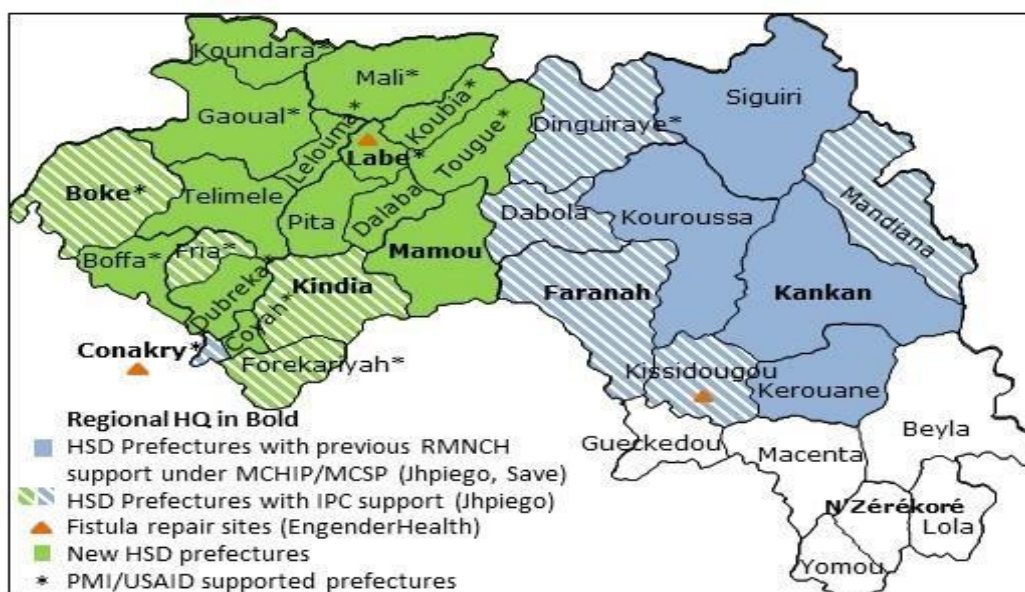 Koundara*
Mali*
Gaoual*
Lelouma*
Koubia*
Labe*
Tougue*
Dinguiraye*
Siguiri
Boke*
Telimele
Pita
Dalaba
Dabola
Kouroussa
Mandiana
Boffa*
Fria*
Mamou
Dubreka*
Coyah*
Kindia
Faranah
Kankan
Conakry*
Forekariyah*
Kissidougou
Kerouane
Gueckedou
Macenta
Beyla
N'Zérékoré
Lola
Yomou
Regional HQ in Bold
HSD Prefectures with previous RMNCH
support under MCHIP/MCSP (Jhpiego, Save)
HSD Prefectures with IPC support (Jhpiego)
Fistula repair sites (EngenderHealth)
New HSD prefectures
* PMI/USAID supported prefectures